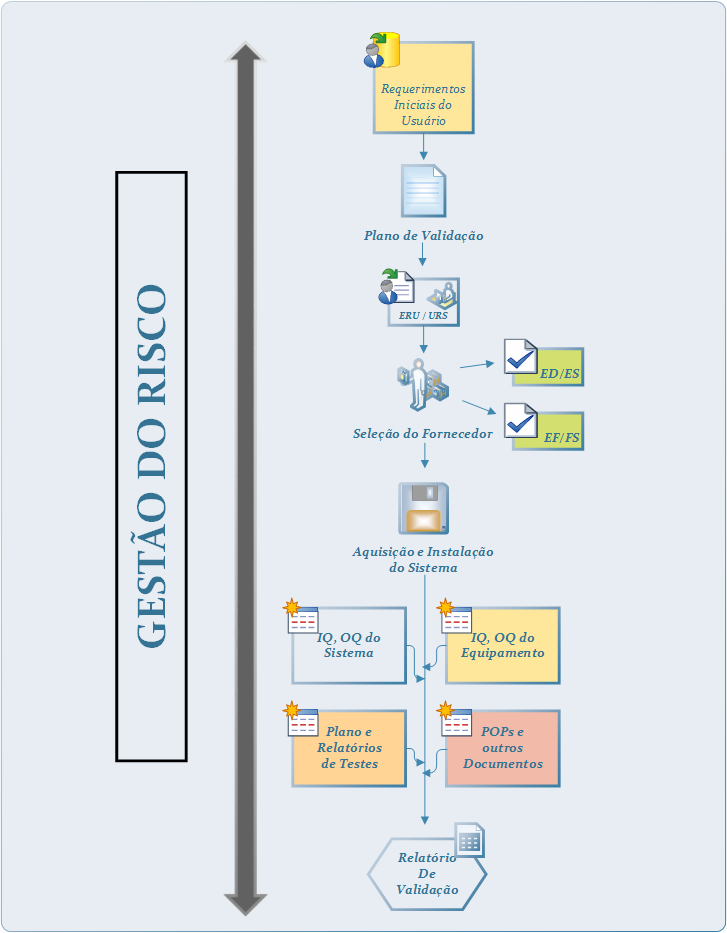 GESTÃO DO RISCO
Requerimentos
Iniciais do
Usuário
Plano de Validação
ERU / URS
ED/ES
EF/FS
Seleção do Fornecedor
Aquisição e Instalação
do Sistema
IQ, OQ do
Sistema
IQ, OQ do
Equipamento
Plano e
Relatórios
de Testes
POPs e
outros
Documentos
Relatório
De
Validação